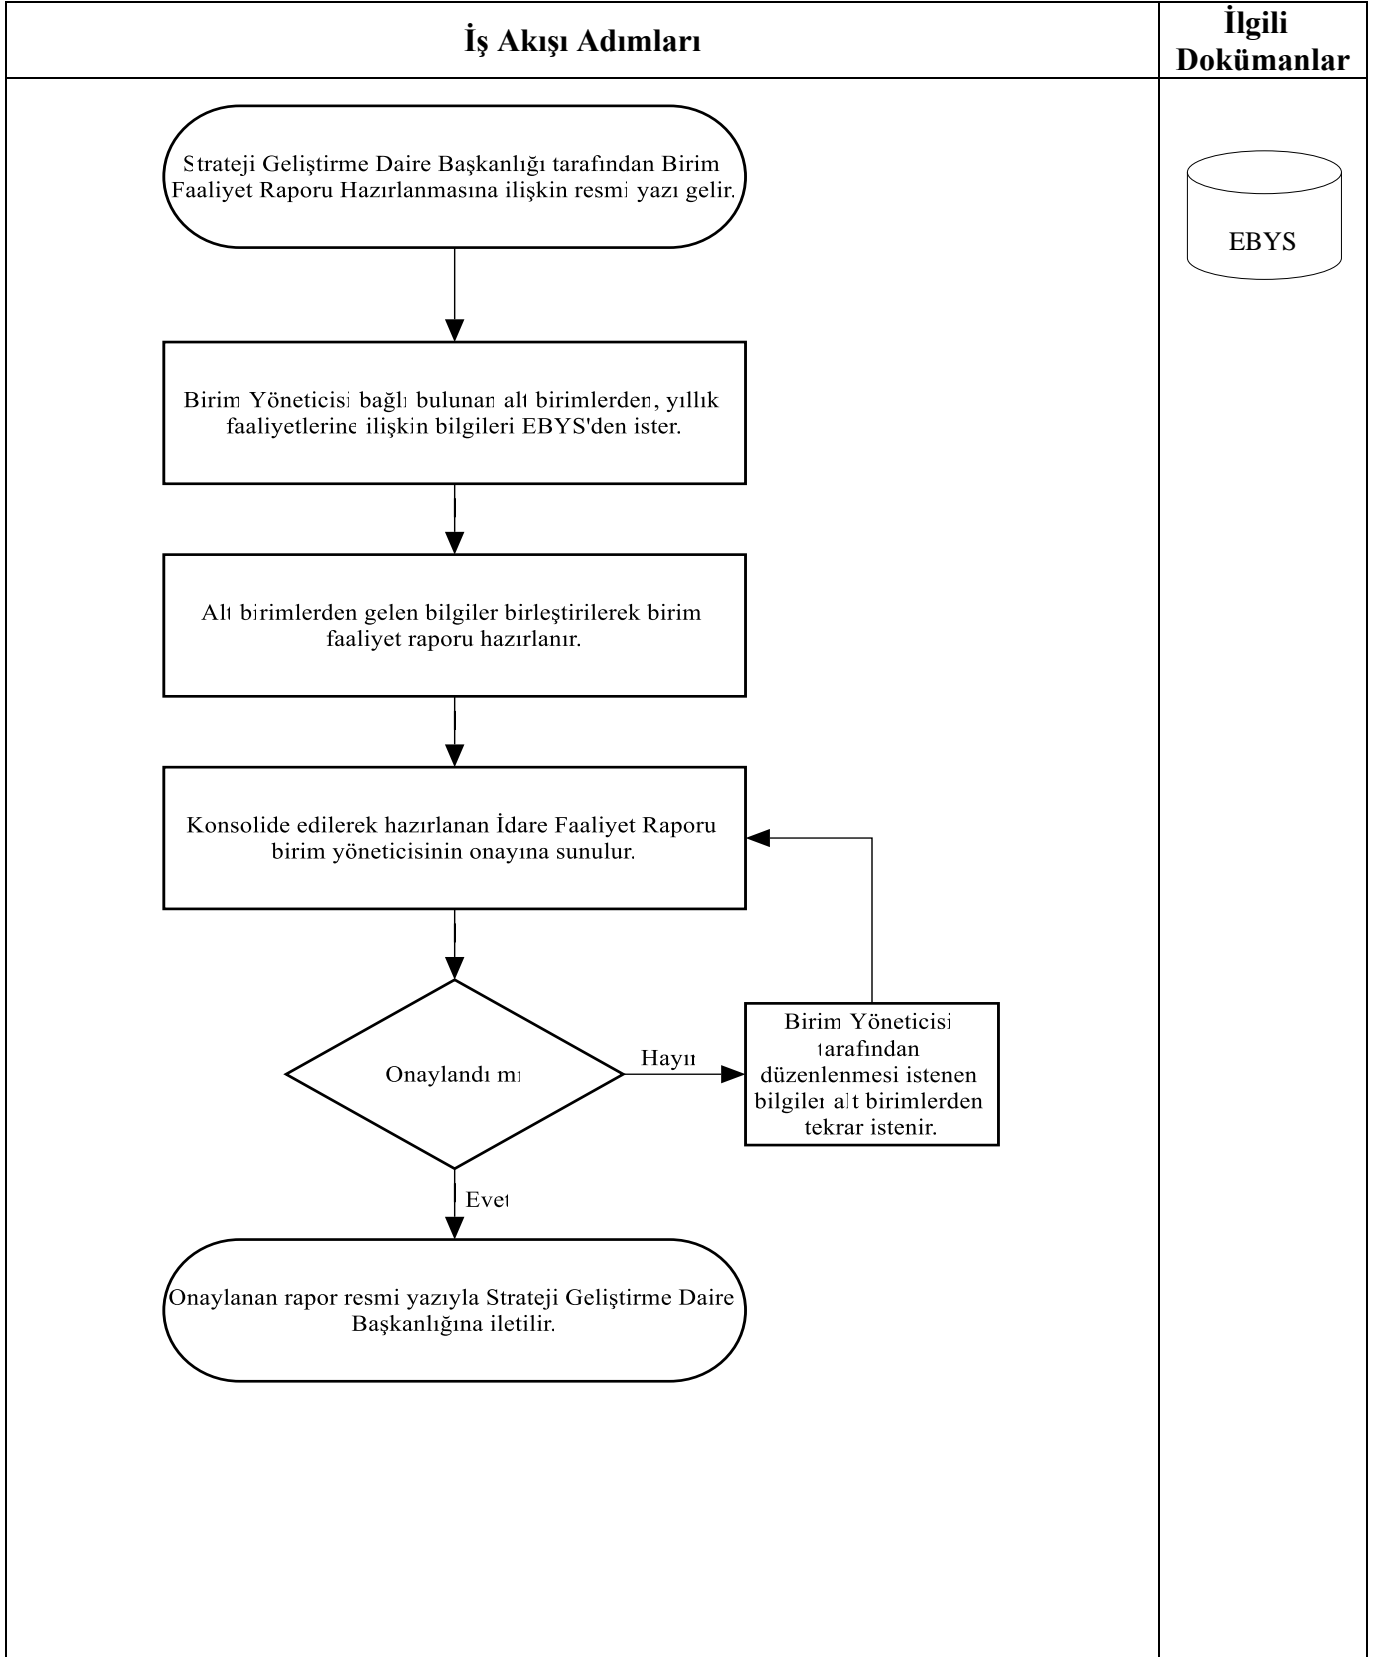 İş Akışı Adımları
İlgili
Dokümanlar
Strateji Geliştirme Daire Başkanlığı tarafından Birim
Faaliyet Raporu Hazırlanmasına ilişkin resmi yazı gelir.
EBYS
Birim Yöneticisi bağlı bulunan alt birimlerden, yıllık
faaliyetlerine ilişkin bilgileri EBYS'den ister.
Alt birimlerden gelen bilgiler birleştirilerek birim
faaliyet raporu hazırlanır.
Konsolide edilerek hazırlanan İdare Faaliyet Raporu
birim yöneticisinin onayına sunulur.
Onaylandı mı
Hayır
Birim Yöneticisi
tarafından
düzenlenmesi istenen
bilgiler alt birimlerden
tekrar istenir.
Evet
Onaylanan rapor resmi yazıyla Strateji Geliştirme Daire
Başkanlığına iletilir.